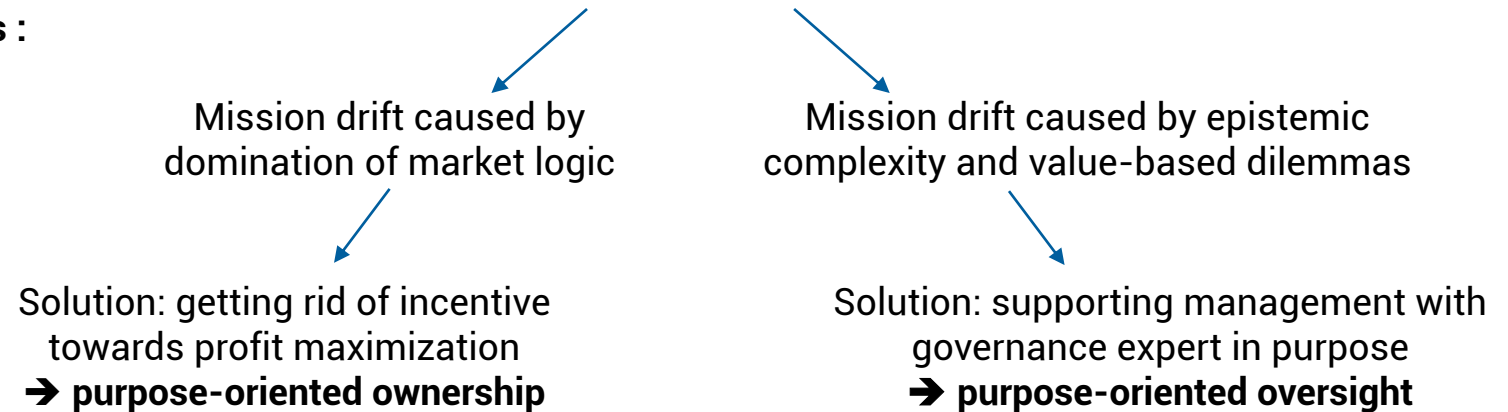 s :
Mission drift caused by
domination of market logic
Mission drift caused by epistemic
complexity and value-based dilemmas
Solution: getting rid of incentive
towards profit maximization
➔ purpose-oriented ownership
Solution: supporting management with
governance expert in purpose
➔ purpose-oriented oversight